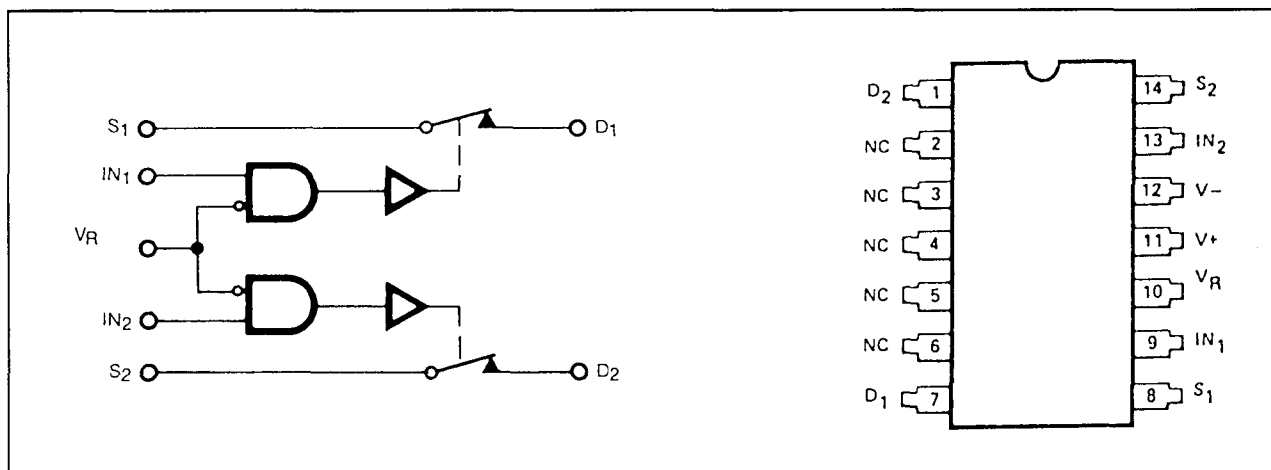 S1
D1
IN1
VR
IN2
S2
D2
D2 1
NC 2
NC 3
NC 4
NC 5
NC 6
D1 7
14 S2
13 IN2
12 V-
11 V+
10 VR
9 IN1
8 S1